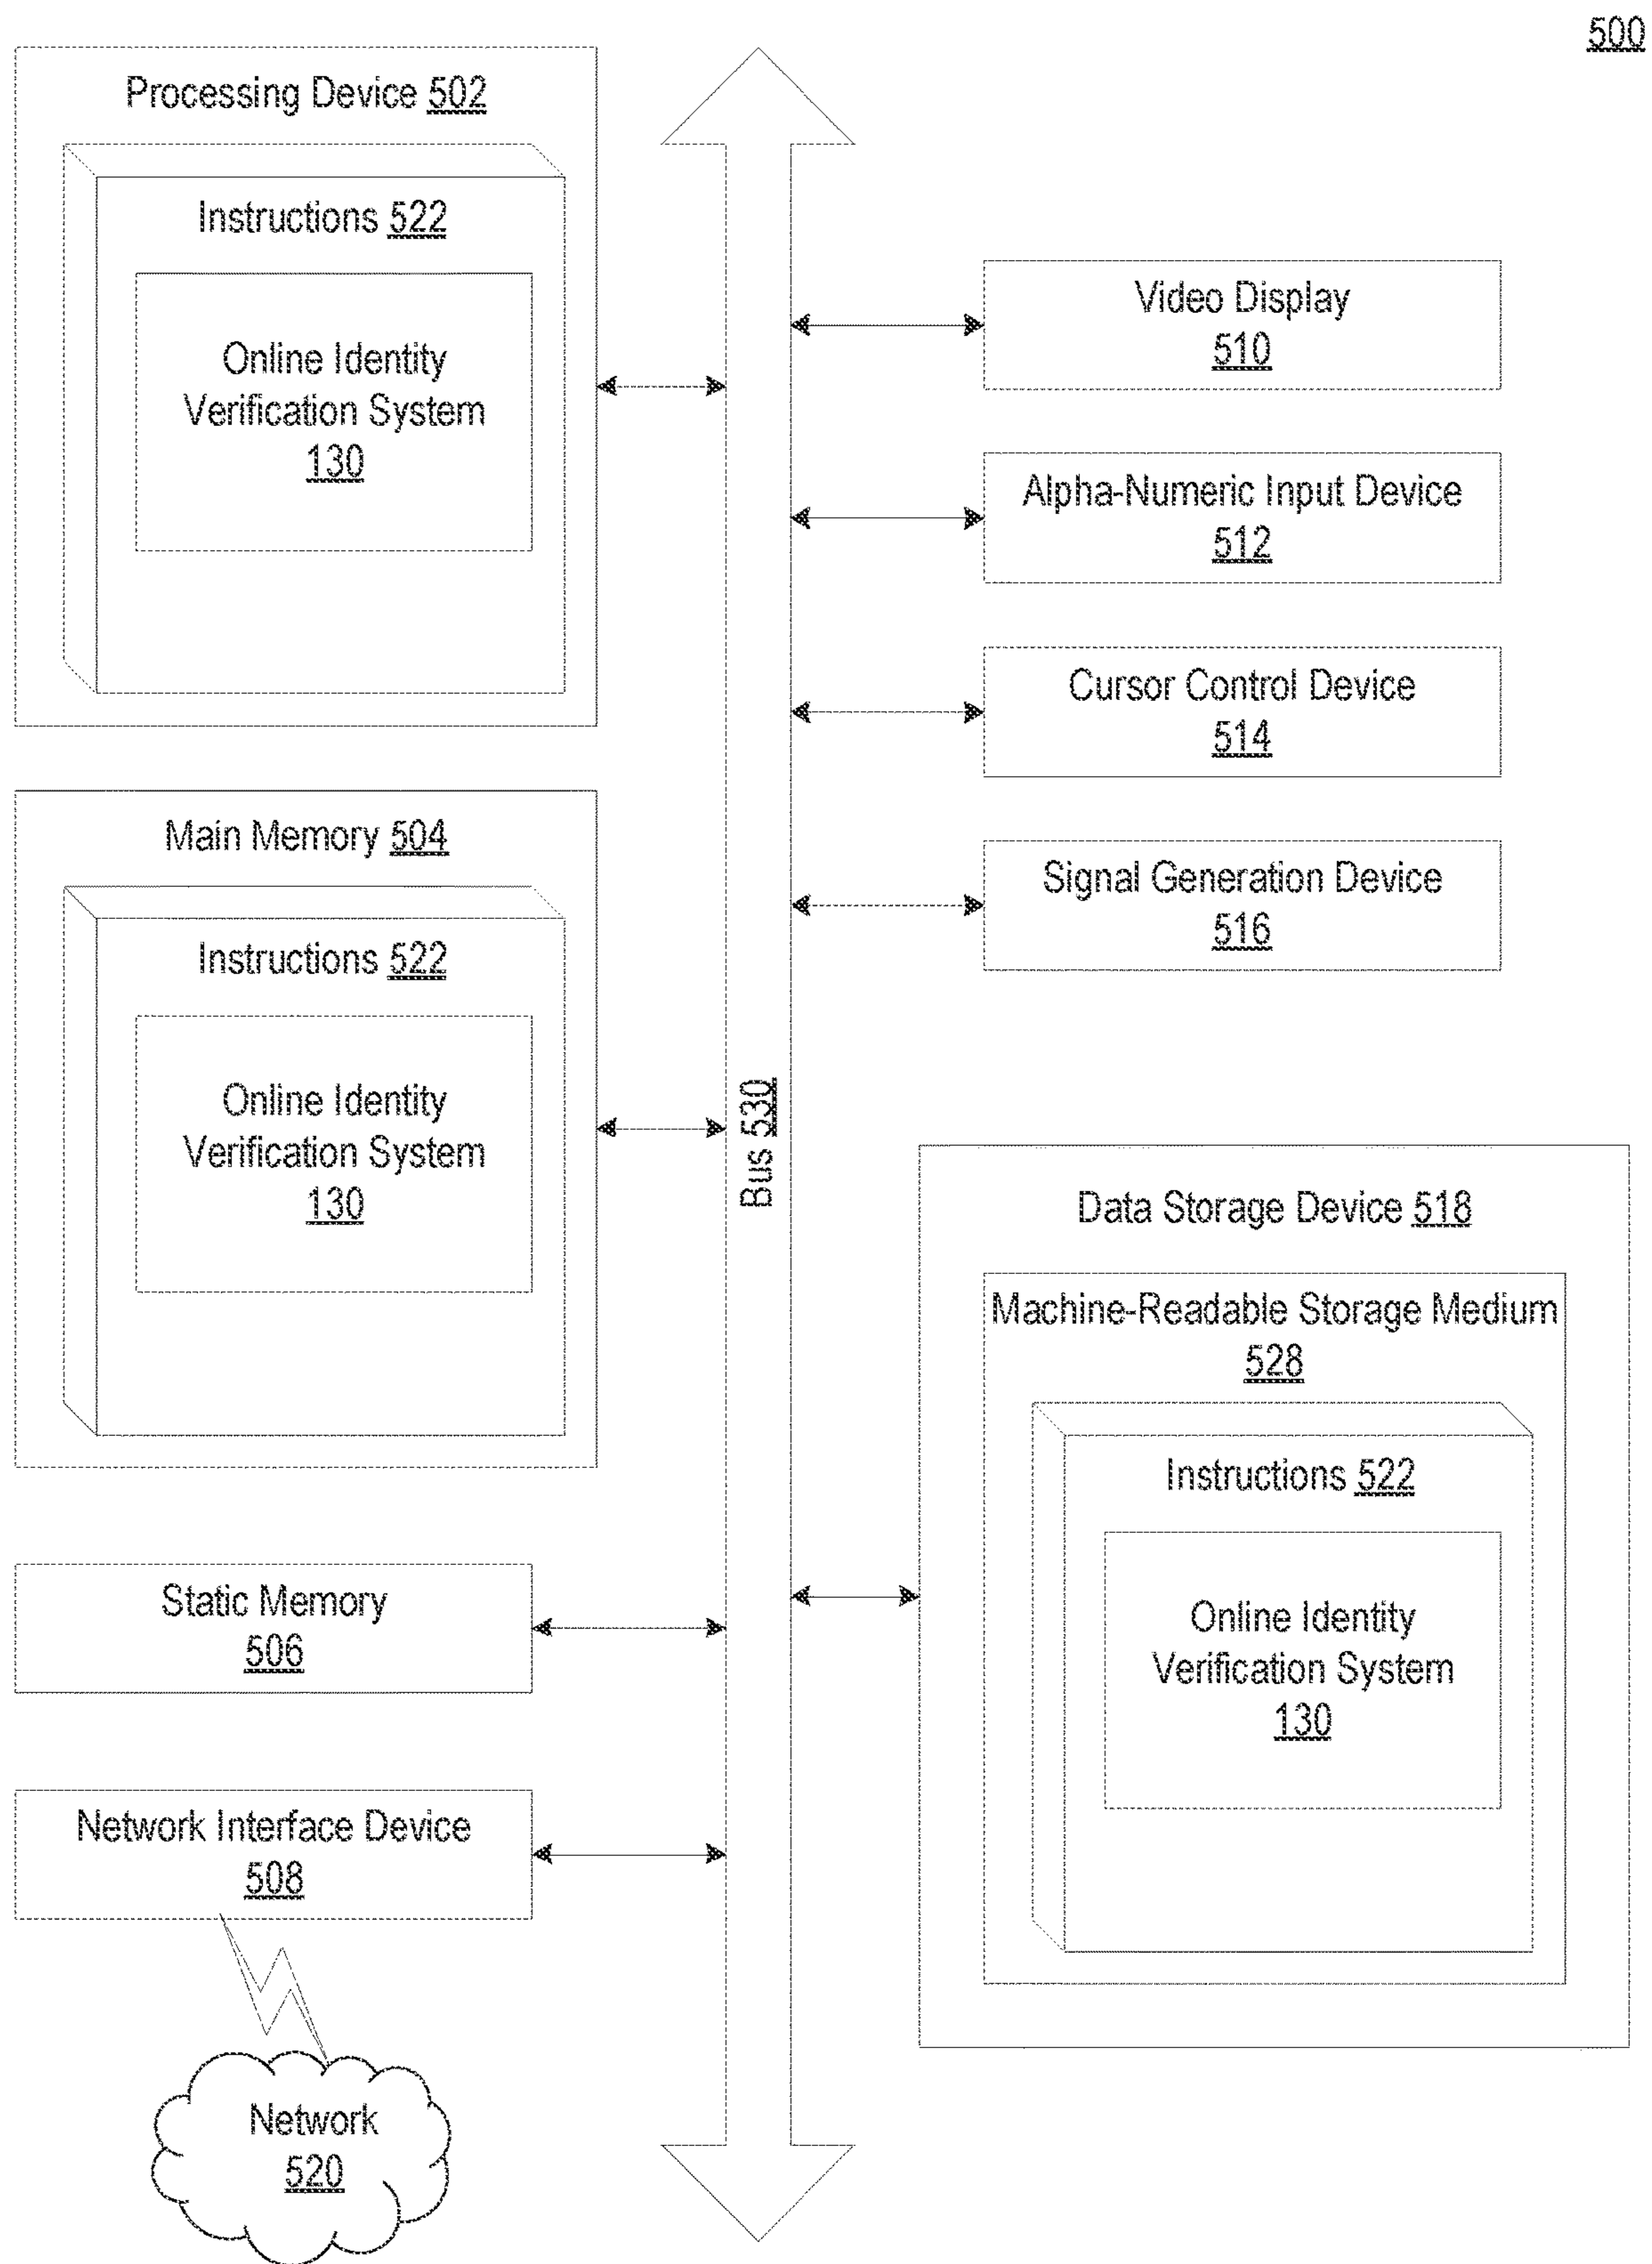 500
Processing Device 502
Instructions 522
Online Identity
Verification System
130
Main Memory 504
Instructions 522
Online Identity
Verification System
130
Static Memory
506
Network Interface Device
508
Network
520
Bus 530
Video Display
510
Alpha-Numeric Input Device
512
Cursor Control Device
514
Signal Generation Device
516
Data Storage Device 518
Machine-Readable Storage Medium
528
Instructions 522
Online Identity
Verification System
130